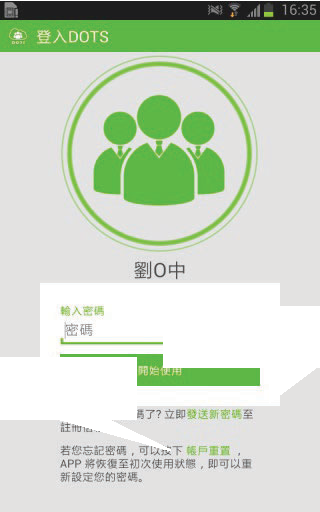 16:35
登入DOTS
劉O中
輸入密碼
密碼
開始使用
碼了? 立即發送新密碼至
註冊信
若您忘記密碼，可以按下 帳戶重置 ，
APP 將恢復至初次使用狀態，即可以重
新設定您的密碼。